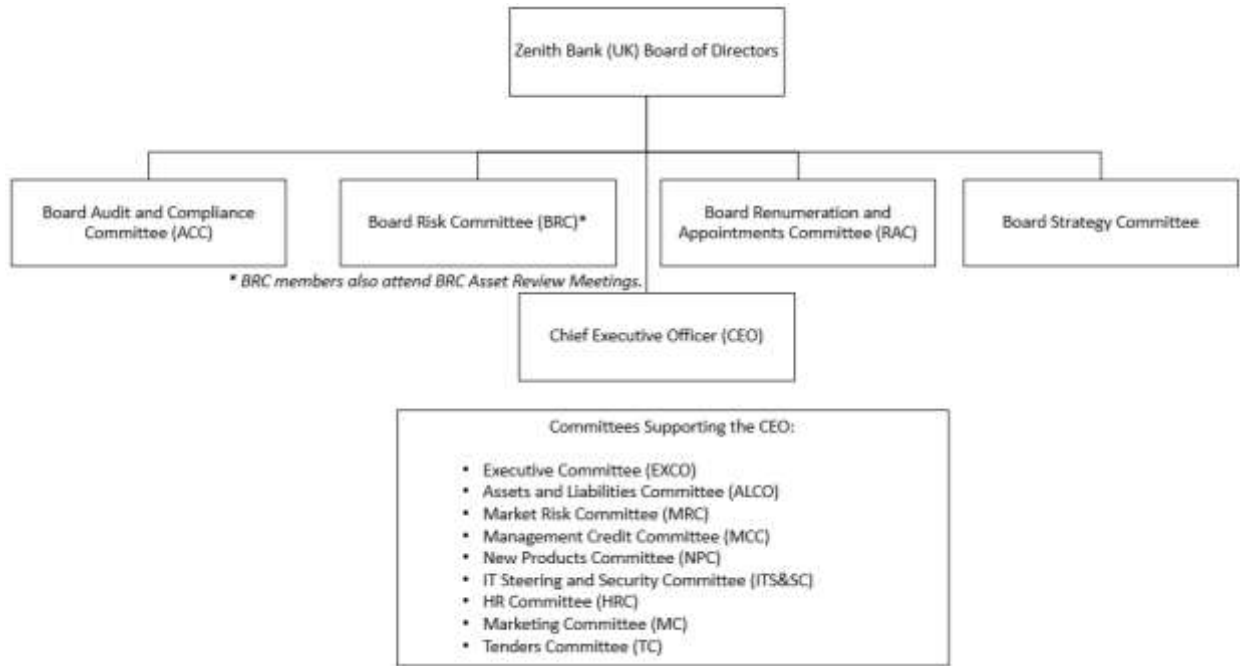 Zenith Bank (UK) Board of Directors
Board Audit and Compliance
Committee (ACC)
Board Risk Committee (BRC)*
Board Renumeration and
Appointments Committee (RAC)
Board Strategy Committee
* BRC members also attend BRC Asset Review Meetings.
Chief Executive Officer (CEO)
Committees Supporting the CEO:
• Executive Committee (EXCO)
• Assets and Liabilities Committee (ALCO)
• Market Risk Committee (MRC)
• Management Credit Committee (MCC)
• New Products Committee (NPC)
• IT Steering and Security Committee (ITS&SC)
• HR Committee (HRC)
• Marketing Committee (MC)
• Tenders Committee (TC)